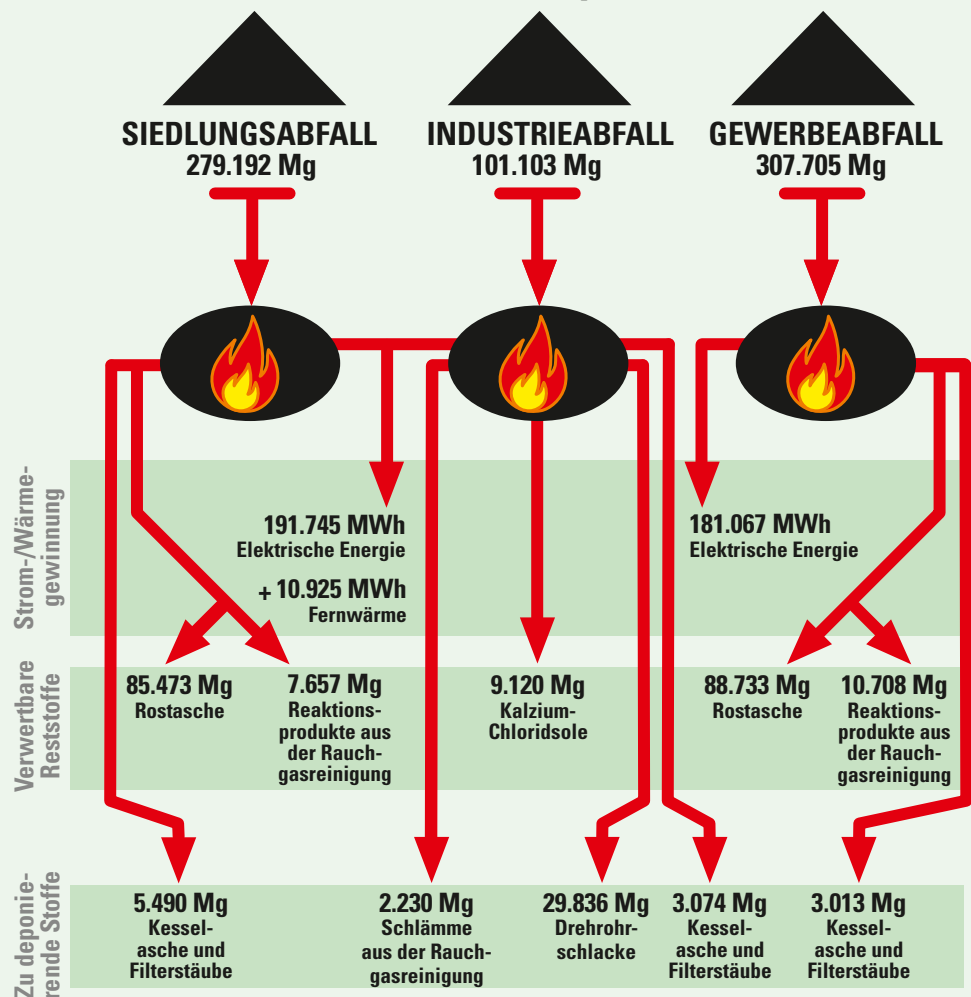 SIEDLUNGSABFALL
279.192 Mg
INDUSTRIEABFALL
101.103 Mg
GEWERBEABFALL
307.705 Mg
Strom-/Wärme-
gewinnung
191.745 MWh
Elektrische Energie
+ 10.925 MWh
Fernwärme
181.067 MWh
Elektrische Energie
Verwertbare
Reststoffe
85.473 Mg
Rostasche
7.657 Mg
Reaktions-
produkte aus
der Rauch-
gasreinigung
9.120 Mg
Kalzium-
Chloridsole
88.733 Mg
Rostasche
10.708 Mg
Reaktions-
produkte aus
der Rauch-
gasreinigung
Zu deponie-
rende Stoffe
5.490 Mg
Kessel-
asche und
Filterstäube
2.230 Mg
Schlämme
aus der Rauch-
gasreinigung
29.836 Mg
Drehrohr-
schlacke
3.074 Mg
Kessel-
asche und
Filterstäube
3.013 Mg
Kessel-
asche und
Filterstäube